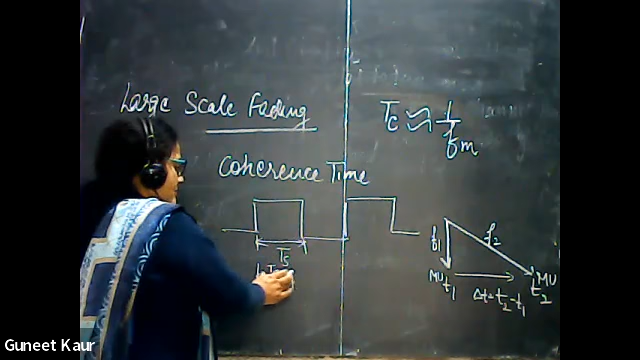 Large Scale Fading
Tc ≈ 1/fm
Coherence Time
Ts
f1
f2
MU t1
Δt = t2 - t1
MU t2
Guneet Kaur